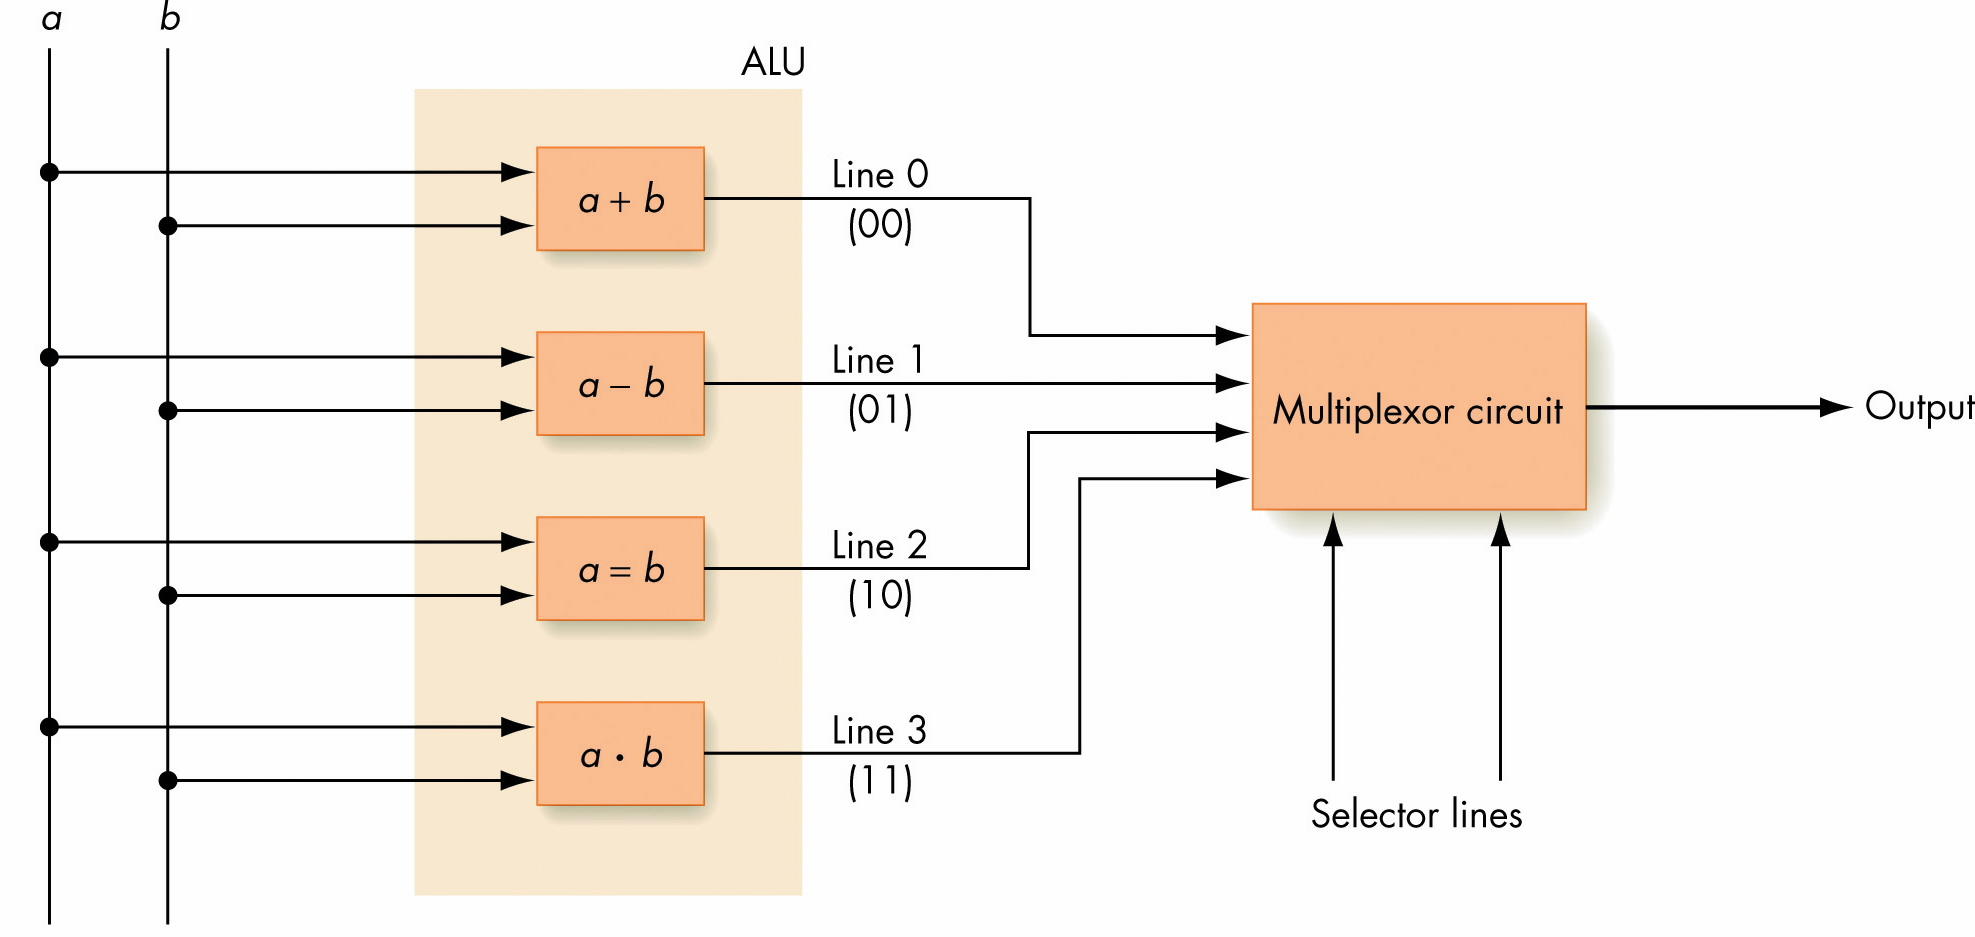 a b
ALU
a + b
Line 0
(00)
a − b
Line 1
(01)
Multiplexor circuit
Output
a = b
Line 2
(10)
a · b
Line 3
(11)
Selector lines